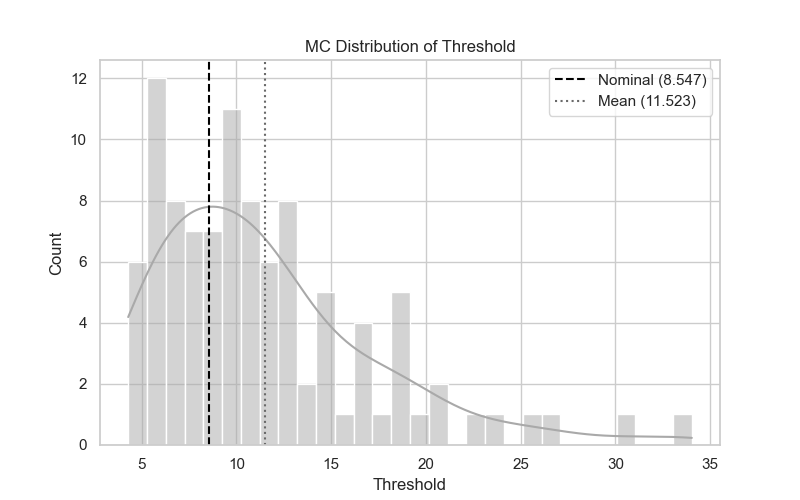 MC Distribution of Threshold
Nominal (8.547)
Mean (11.523)
Count
12
10
8
6
4
2
0
5 10 15 20 25 30 35
Threshold